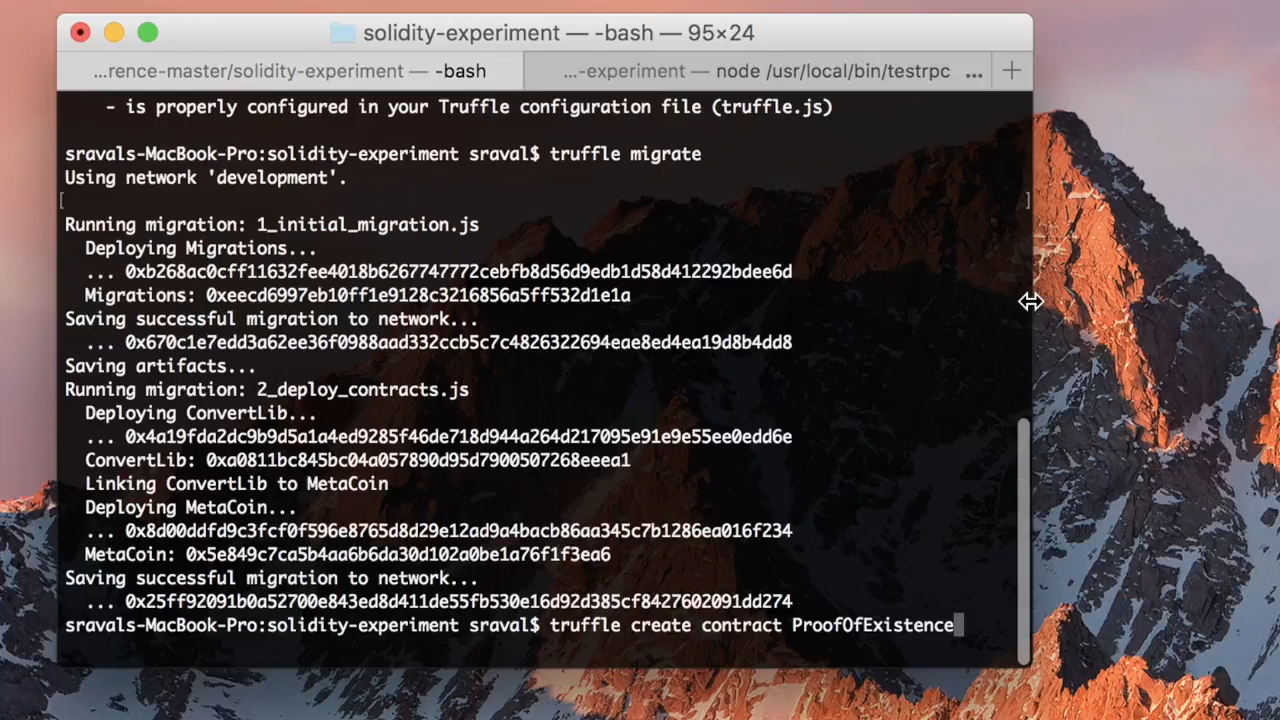 solidity-experiment — -bash — 95×24
...rence-master/solidity-experiment — -bash
...-experiment — node /usr/local/bin/testrpc ...
- is properly configured in your Truffle configuration file (truffle.js)
sravals-MacBook-Pro:solidity-experiment sraval$ truffle migrate
Using network 'development'.
[ ]
Running migration: 1_initial_migration.js
Deploying Migrations...
... 0xb268ac0cff11632fee4018b6267747772cebfb8d56d9edb1d58d412292bdee6d
Migrations: 0xeecd6997eb10ff1e9128c3216856a5ff532d1e1a
Saving successful migration to network...
... 0x670c1e7edd3a62ee36f0988aad332ccb5c7c4826322694eae8ed4ea19d8b4dd8
Saving artifacts...
Running migration: 2_deploy_contracts.js
Deploying ConvertLib...
... 0x4a19fda2dc9b9d5a1a4ed9285f46de718d944a264d217095e91e9e55ee0edd6e
ConvertLib: 0xa0811bc845bc04a057890d95d7900507268eeea1
Linking ConvertLib to MetaCoin
Deploying MetaCoin...
... 0x8d00ddfd9c3fcf0f596e8765d8d29e12ad9a4bacb86aa345c7b1286ea016f234
MetaCoin: 0x5e849c7ca5b4aa6b6da30d102a0be1a76f1f3ea6
Saving successful migration to network...
... 0x25ff92091b0a52700e843ed8d411de55fb530e16d92d385cf8427602091dd274
sravals-MacBook-Pro:solidity-experiment sraval$ truffle create contract ProofOfExistence